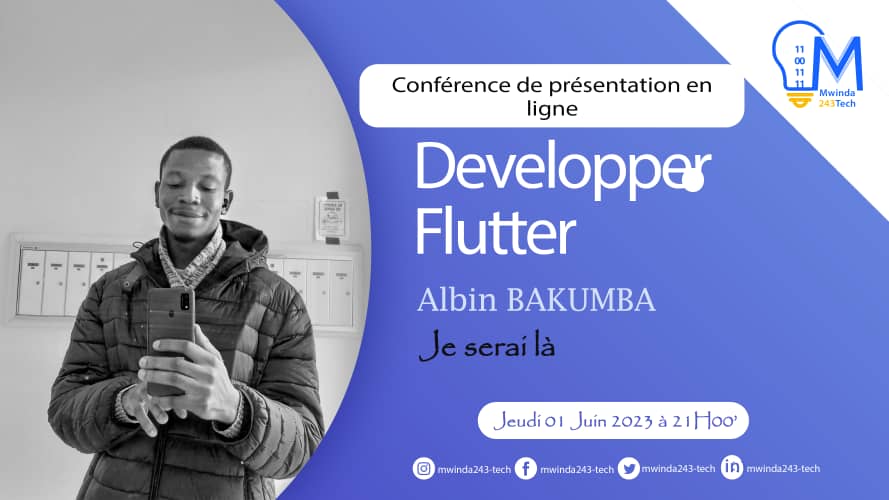 11
00
11
11
M
Mwinda
243Tech
Conférence de présentation en
ligne
Developper
Flutter
Albin BAKUMBA
Je serai là
Jeudi 01 Juin 2023 à 21H00’
mwinda243-tech
mwinda243-tech
mwinda243-tech
in mwinda243-tech